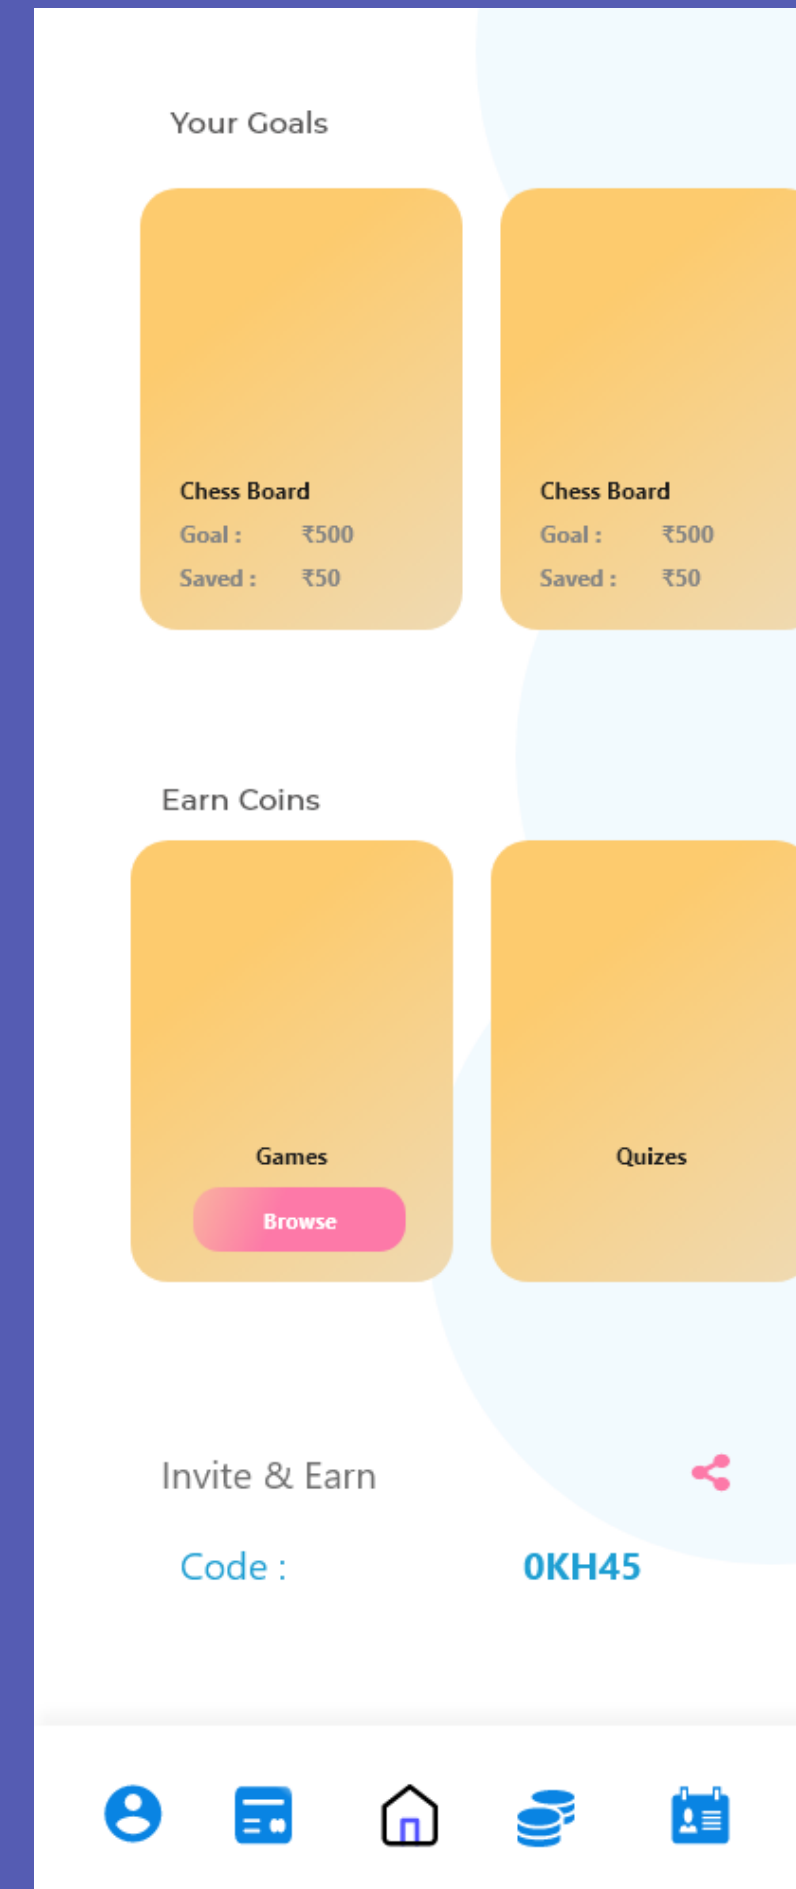 Your Goals
Chess Board
Goal : ₹500
Saved : ₹50
Chess Board
Goal : ₹500
Saved : ₹50
Earn Coins
Games
Browse
Quizes
Invite & Earn
Code : 0KH45